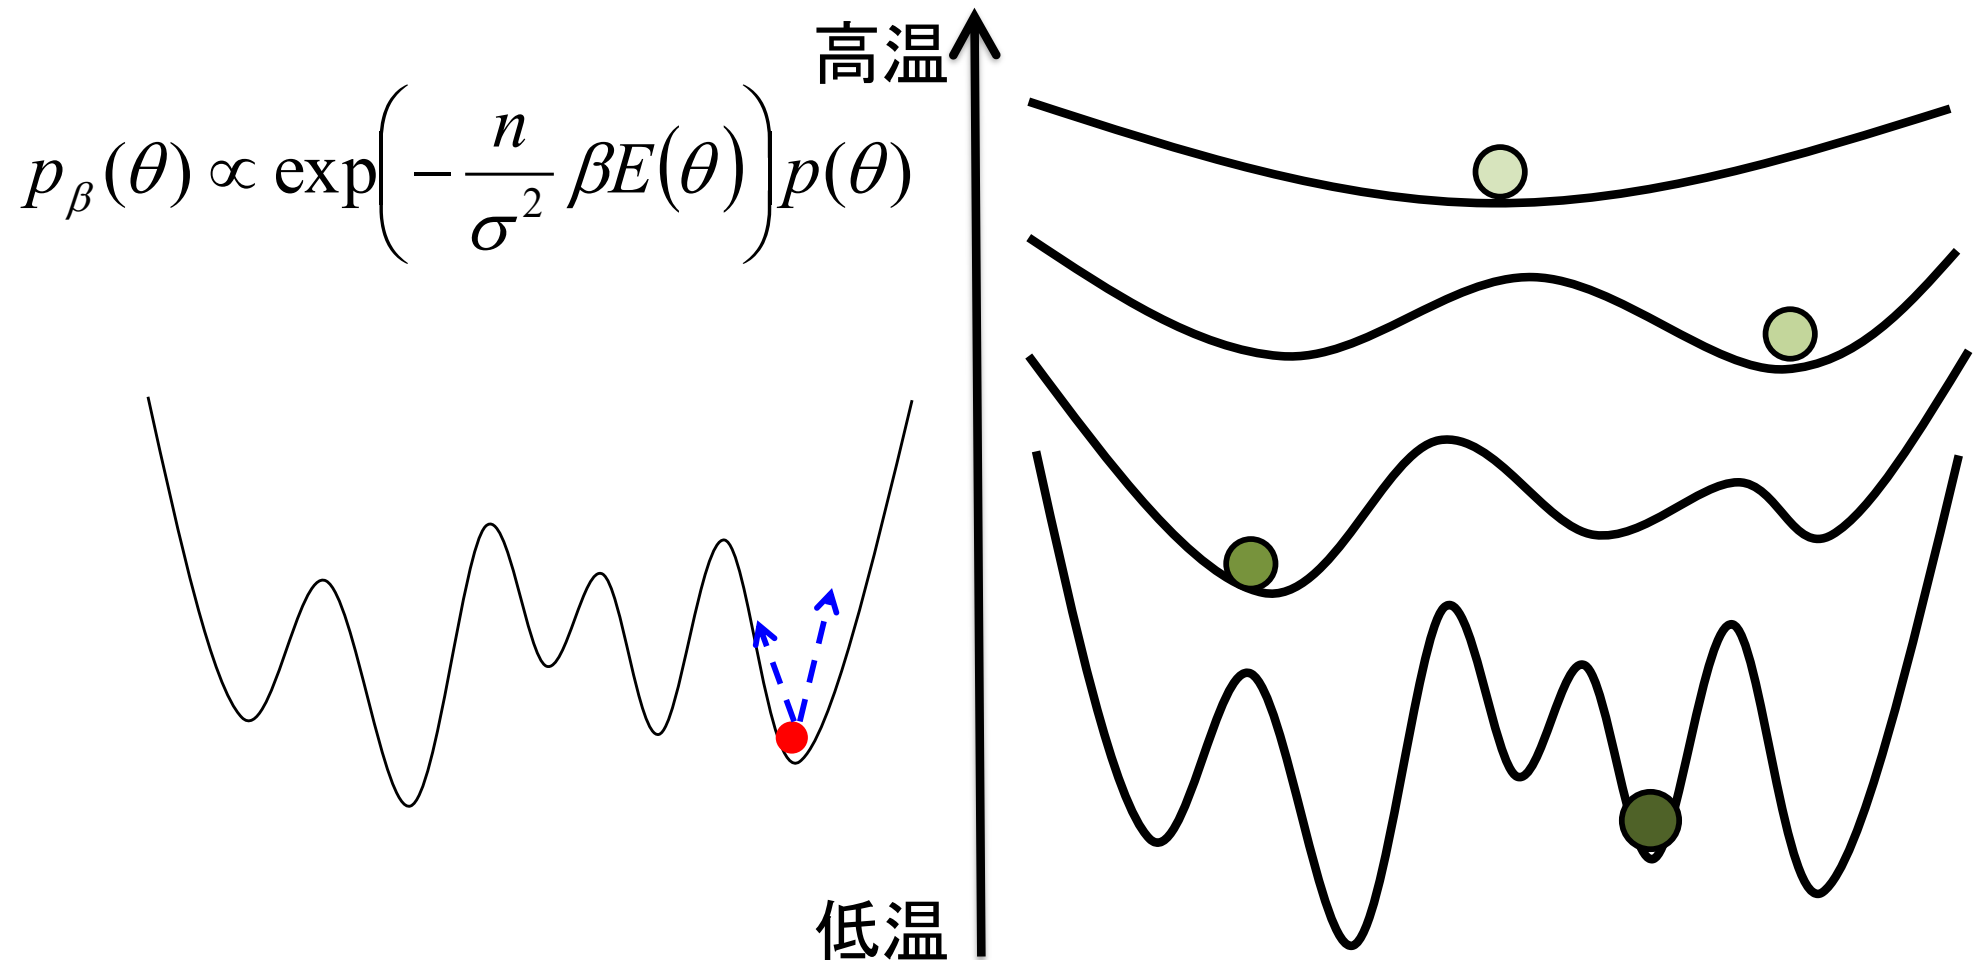 高温
p_β(θ) ∝ exp(−n/σ² βE(θ))p(θ)
低温